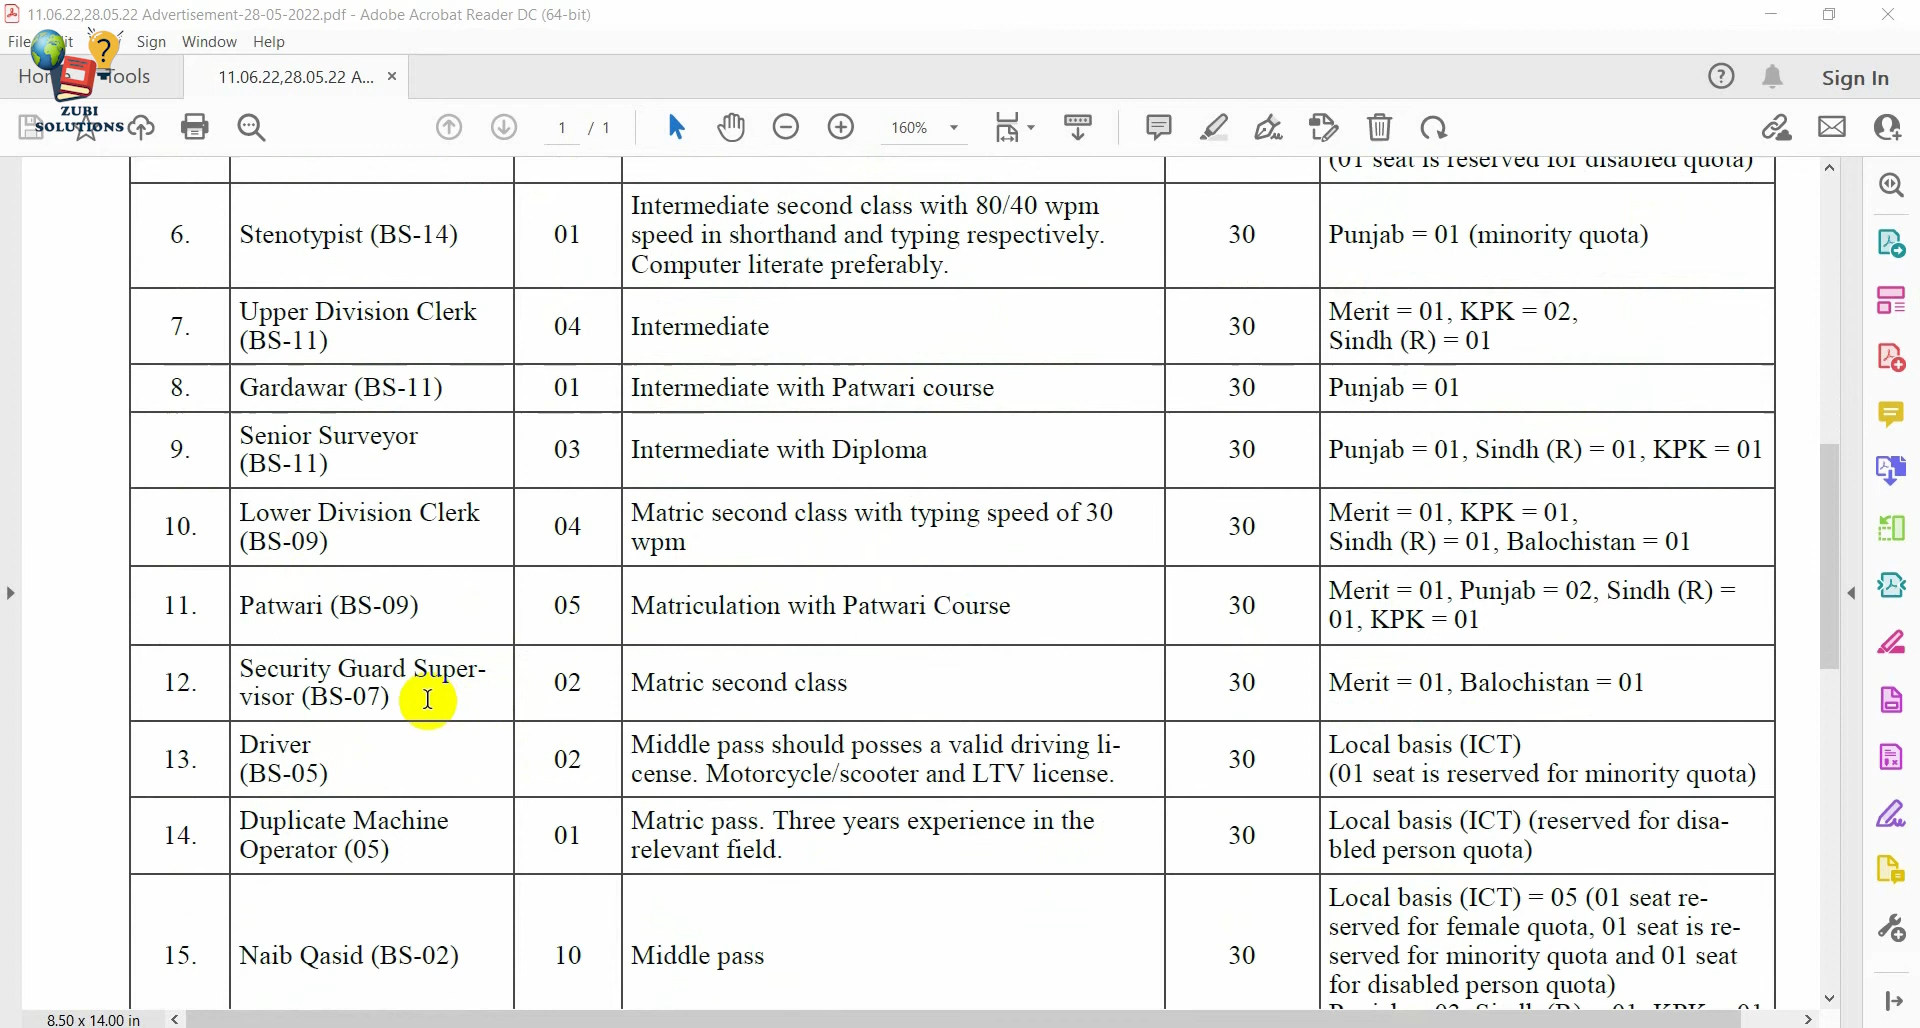 11.06.22,28.05.22 Advertisement-28-05-2022.pdf - Adobe Acrobat Reader DC (64-bit)
Sign Window Help
11.06.22,28.05.22 A...
Sign In
ZUBI
SOLUTIONS
1 / 1
160%
(01 seat is reserved for disabled quota)
6. Stenotypist (BS-14) 01 Intermediate second class with 80/40 wpm
speed in shorthand and typing respectively.
Computer literate preferably. 30 Punjab = 01 (minority quota)
7. Upper Division Clerk
(BS-11) 04 Intermediate 30 Merit = 01, KPK = 02,
Sindh (R) = 01
8. Gardawar (BS-11) 01 Intermediate with Patwari course 30 Punjab = 01
9. Senior Surveyor
(BS-11) 03 Intermediate with Diploma 30 Punjab = 01, Sindh (R) = 01, KPK = 01
10. Lower Division Clerk
(BS-09) 04 Matric second class with typing speed of 30
wpm 30 Merit = 01, KPK = 01,
Sindh (R) = 01, Balochistan = 01
11. Patwari (BS-09) 05 Matriculation with Patwari Course 30 Merit = 01, Punjab = 02, Sindh (R) =
01, KPK = 01
12. Security Guard Super-
visor (BS-07) 02 Matric second class 30 Merit = 01, Balochistan = 01
13. Driver
(BS-05) 02 Middle pass should posses a valid driving li-
cense. Motorcycle/scooter and LTV license. 30 Local basis (ICT)
(01 seat is reserved for minority quota)
14. Duplicate Machine
Operator (05) 01 Matric pass. Three years experience in the
relevant field. 30 Local basis (ICT) (reserved for disa-
bled person quota)
15. Naib Qasid (BS-02) 10 Middle pass 30 Local basis (ICT) = 05 (01 seat re-
served for female quota, 01 seat is re-
served for minority quota and 01 seat
for disabled person quota)
8.50 x 14.00 in